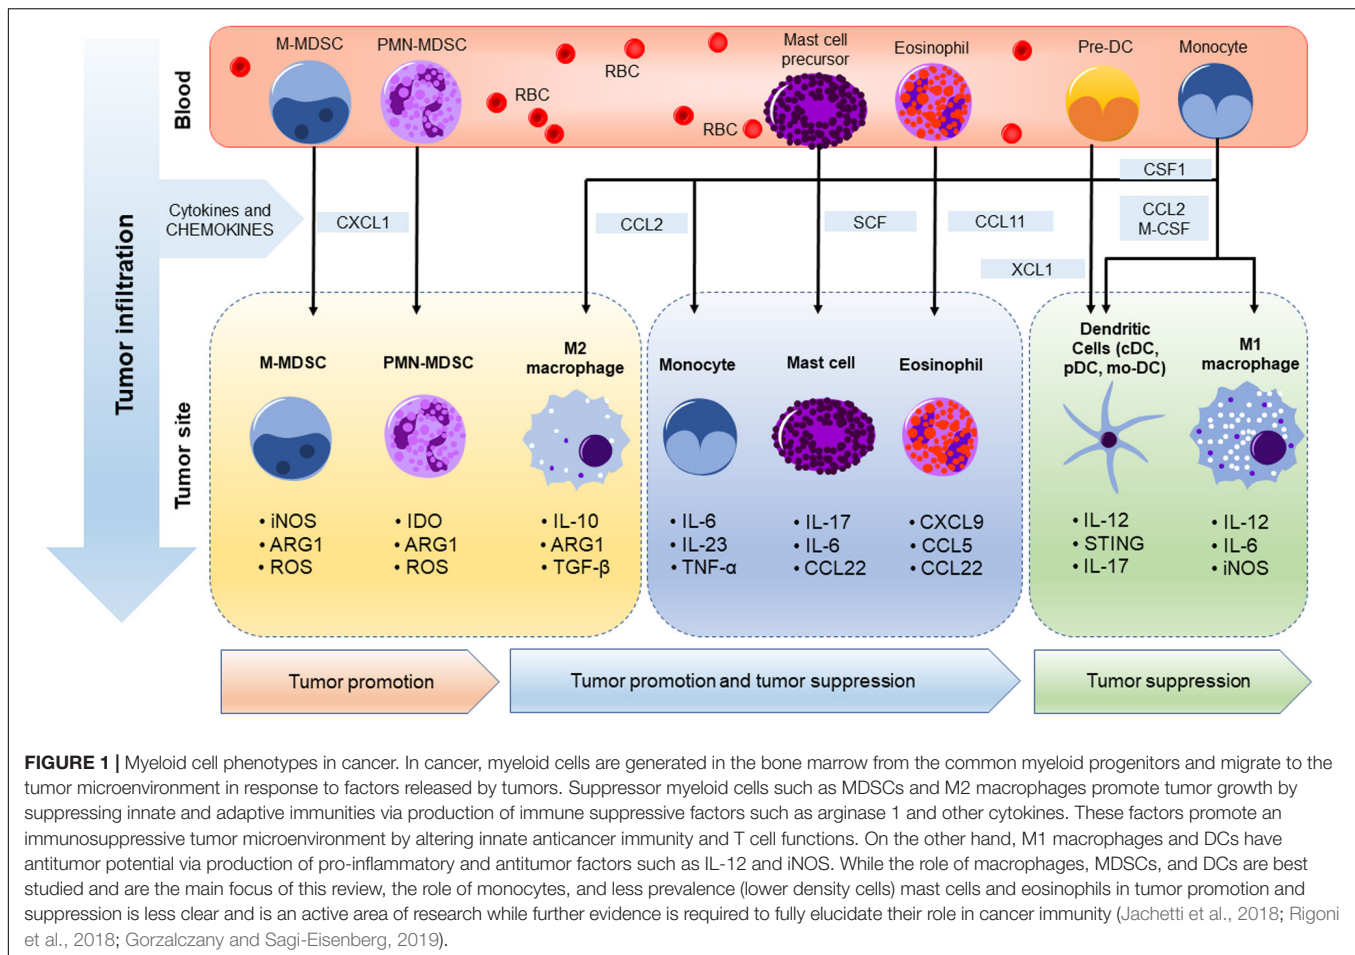 Blood
M-MDSC
PMN-MDSC
RBC
RBC
RBC
Mast cell
precursor
Eosinophil
Pre-DC
Monocyte
Tumor infiltration
Cytokines and
CHEMOKINES
CXCL1
CCL2
SCF
CCL11
XCL1
CSF1
CCL2
M-CSF
Tumor site
M-MDSC
• iNOS
• ARG1
• ROS
PMN-MDSC
• IDO
• ARG1
• ROS
M2
macrophage
• IL-10
• ARG1
• TGF-β
Monocyte
• IL-6
• IL-23
• TNF-α
Mast cell
• IL-17
• IL-6
• CCL22
Eosinophil
• CXCL9
• CCL5
• CCL22
Dendritic
Cells (cDC,
pDC, mo-DC)
• IL-12
• STING
• IL-17
M1
macrophage
• IL-12
• IL-6
• iNOS
Tumor promotion
Tumor promotion and tumor suppression
Tumor suppression
FIGURE 1 | Myeloid cell phenotypes in cancer. In cancer, myeloid cells are generated in the bone marrow from the common myeloid progenitors and migrate to the
tumor microenvironment in response to factors released by tumors. Suppressor myeloid cells such as MDSCs and M2 macrophages promote tumor growth by
suppressing innate and adaptive immunities via production of immune suppressive factors such as arginase 1 and other cytokines. These factors promote an
immunosuppressive tumor microenvironment by altering innate anticancer immunity and T cell functions. On the other hand, M1 macrophages and DCs have
antitumor potential via production of pro-inflammatory and antitumor factors such as IL-12 and iNOS. While the role of macrophages, MDSCs, and DCs are best
studied and are the main focus of this review, the role of monocytes, and less prevalence (lower density cells) mast cells and eosinophils in tumor promotion and
suppression is less clear and is an active area of research while further evidence is required to fully elucidate their role in cancer immunity (Jachetti et al., 2018; Rigoni
et al., 2018; Gorzalczany and Sagi-Eisenberg, 2019).